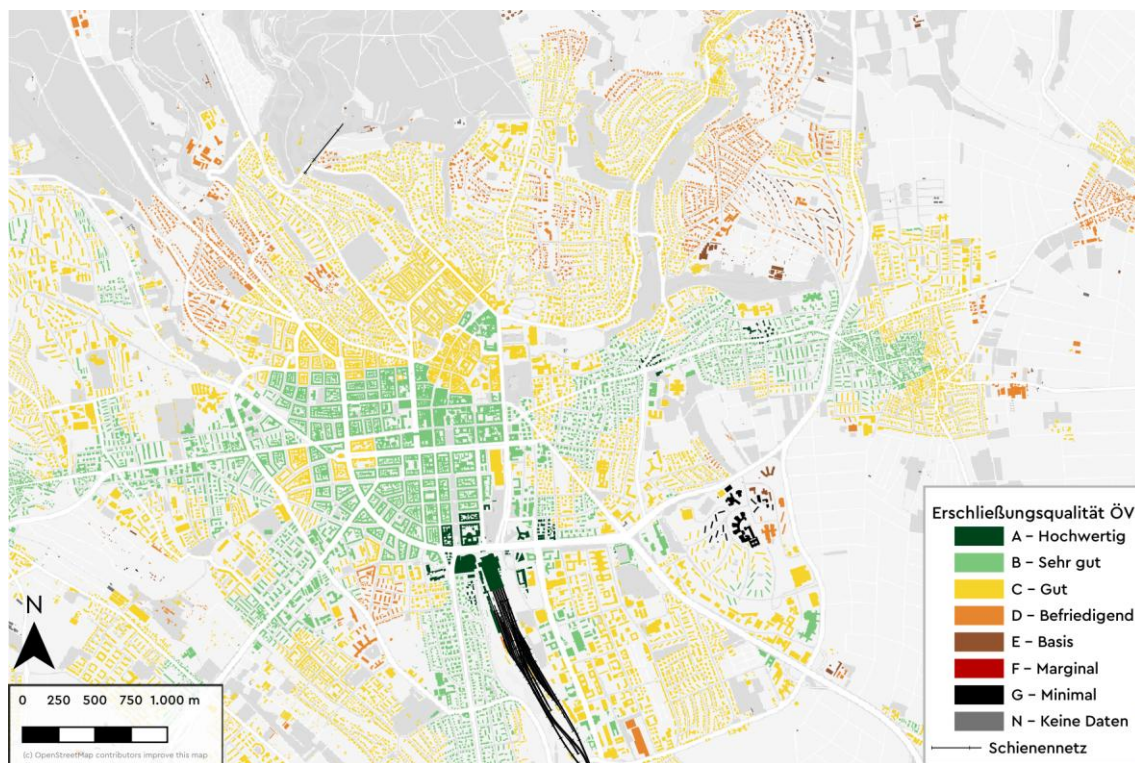 Erschließungsqualität ÖV
A – Hochwertig
B – Sehr gut
C – Gut
D – Befriedigend
E – Basis
F – Marginal
G – Minimal
N – Keine Daten
Schienennetz
N
0 250 500 750 1.000 m
(c) OpenStreetMap contributors improve this map